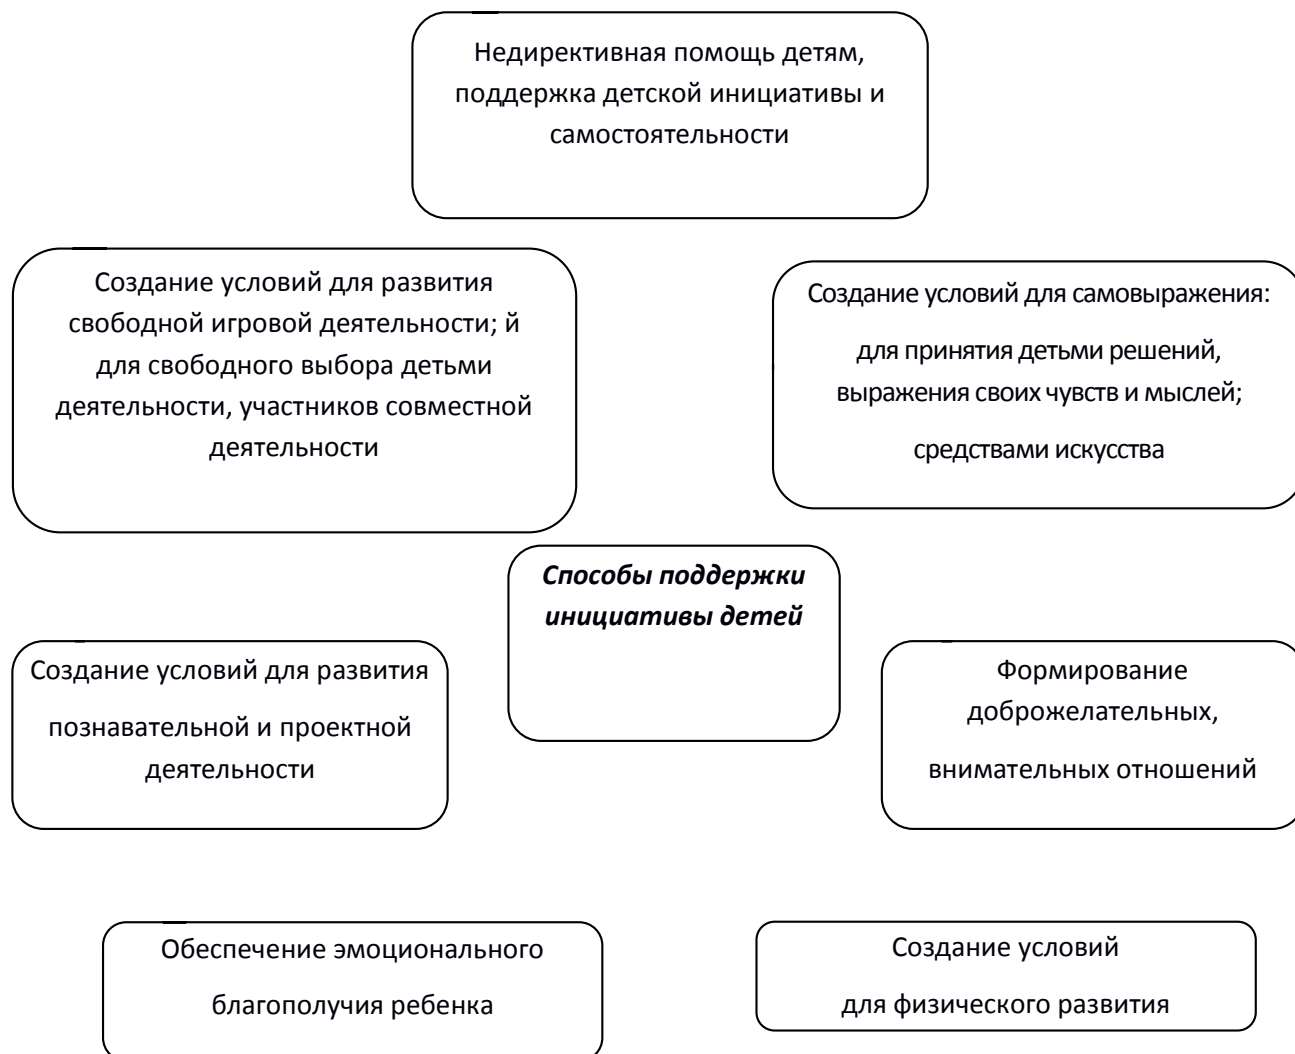 Недирективная помощь детям,
поддержка детской инициативы и
самостоятельности
Создание условий для развития
свободной игровой деятельности; й
для свободного выбора детьми
деятельности, участников совместной
деятельности
Создание условий для самовыражения:
для принятия детьми решений,
выражения своих чувств и мыслей;
средствами искусства
Способы поддержки
инициативы детей
Создание условий для развития
познавательной и проектной
деятельности
Формирование
доброжелательных,
внимательных отношений
Обеспечение эмоционального
благополучия ребенка
Создание условий
для физического развития